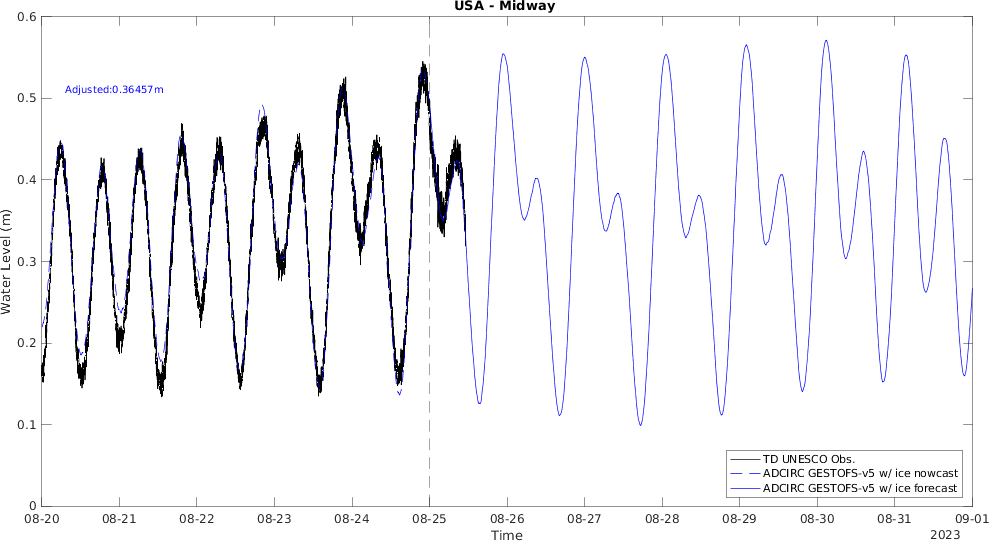 USA - Midway
Adjusted:0.36457m
Water Level (m)
0.6
0.5
0.4
0.3
0.2
0.1
0
08-20 08-21 08-22 08-23 08-24 08-25 08-26 08-27 08-28 08-29 08-30 08-31 09-01
Time
2023
TD UNESCO Obs.
ADCIRC GESTOFS-v5 w/ ice nowcast
ADCIRC GESTOFS-v5 w/ ice forecast